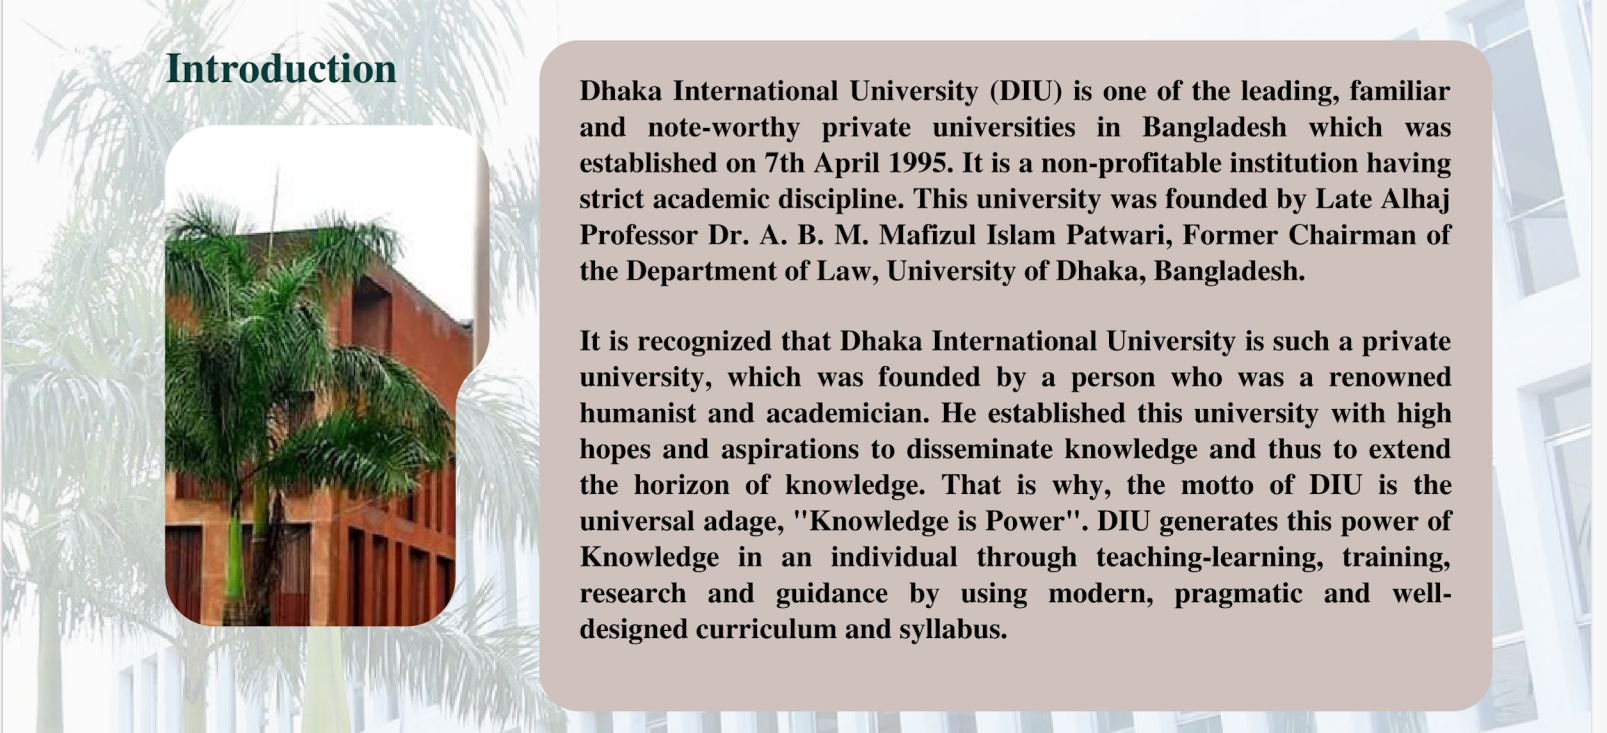 Introduction
Dhaka International University (DIU) is one of the leading, familiar
and note-worthy private universities in Bangladesh which was
established on 7th April 1995. It is a non-profitable institution having
strict academic discipline. This university was founded by Late Alhaj
Professor Dr. A. B. M. Mafizul Islam Patwari, Former Chairman of
the Department of Law, University of Dhaka, Bangladesh.
It is recognized that Dhaka International University is such a private
university, which was founded by a person who was a renowned
humanist and academician. He established this university with high
hopes and aspirations to disseminate knowledge and thus to extend
the horizon of knowledge. That is why, the motto of DIU is the
universal adage, "Knowledge is Power". DIU generates this power of
Knowledge in an individual through teaching-learning, training,
research and guidance by using modern, pragmatic and well-
designed curriculum and syllabus.